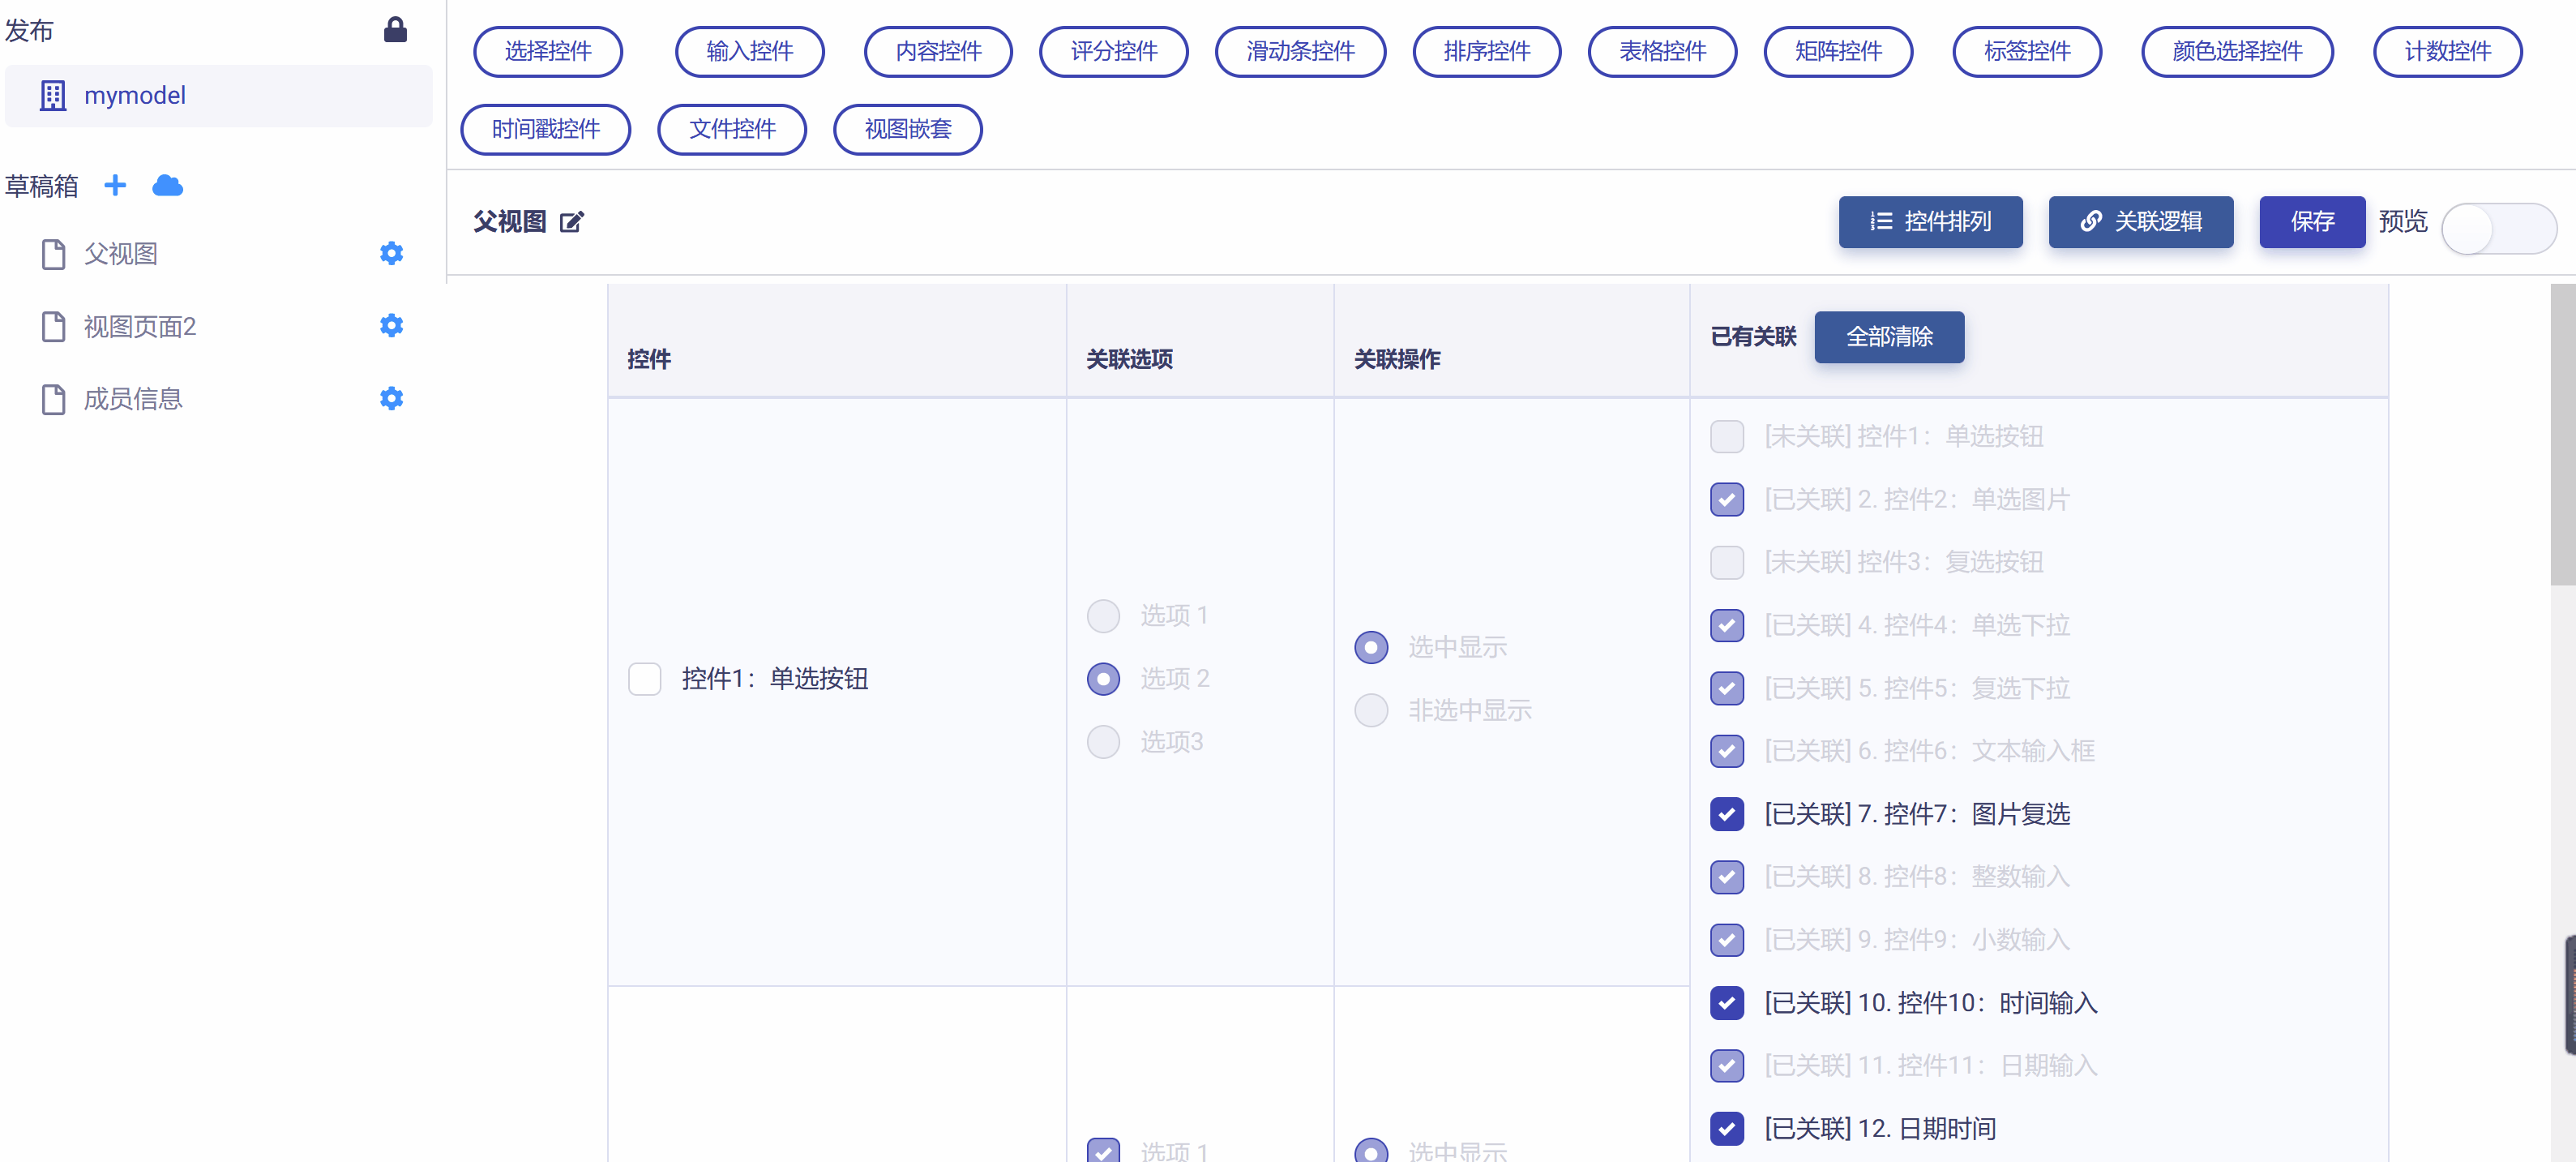 发布
mymodel
草稿箱
父视图
视图页面2
成员信息
选择控件 输入控件 内容控件 评分控件 滑动条控件 排序控件 表格控件 矩阵控件 标签控件 颜色选择控件 计数控件
时间戳控件 文件控件 视图嵌套
父视图 控件排列 关联逻辑 保存 预览
控件 关联选项 关联操作 已有关联 全部清除
控件1：单选按钮
选项 1
选项 2
选项3
选中显示
非选中显示
[未关联] 控件1：单选按钮
[已关联] 2. 控件2：单选图片
[未关联] 控件3：复选按钮
[已关联] 4. 控件4：单选下拉
[已关联] 5. 控件5：复选下拉
[已关联] 6. 控件6：文本输入框
[已关联] 7. 控件7：图片复选
[已关联] 8. 控件8：整数输入
[已关联] 9. 控件9：小数输入
[已关联] 10. 控件10：时间输入
[已关联] 11. 控件11：日期输入
[已关联] 12. 日期时间
选项 1
选中显示